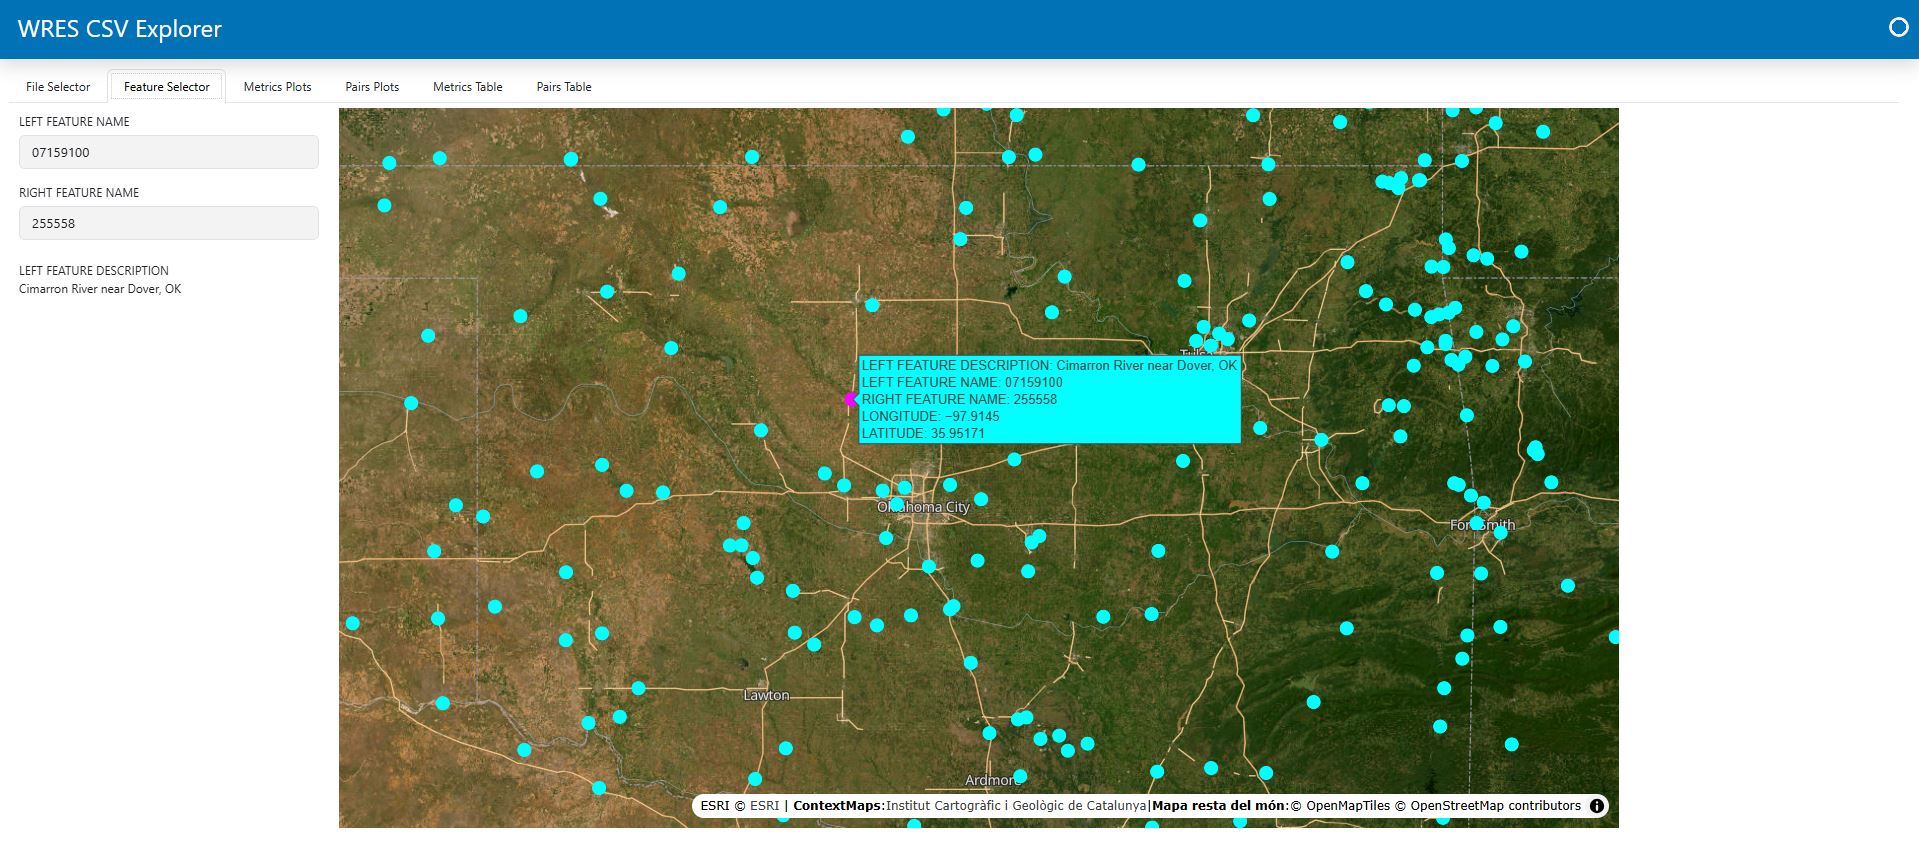 WRES CSV Explorer
File Selector
Feature Selector
Metrics Plots
Pairs Plots
Metrics Table
Pairs Table
LEFT FEATURE NAME
07159100
RIGHT FEATURE NAME
255558
LEFT FEATURE DESCRIPTION
Cimarron River near Dover, OK
Tulsa
LEFT FEATURE DESCRIPTION: Cimarron River near Dover, OK
LEFT FEATURE NAME: 07159100
RIGHT FEATURE NAME: 255558
LONGITUDE: −97.9145
LATITUDE: 35.95171
Oklahoma City
Fort Smith
Lawton
Ardmore
ESRI © ESRI | ContextMaps:Institut Cartogràfic i Geològic de Catalunya|Mapa resta del món:© OpenMapTiles © OpenStreetMap contributors